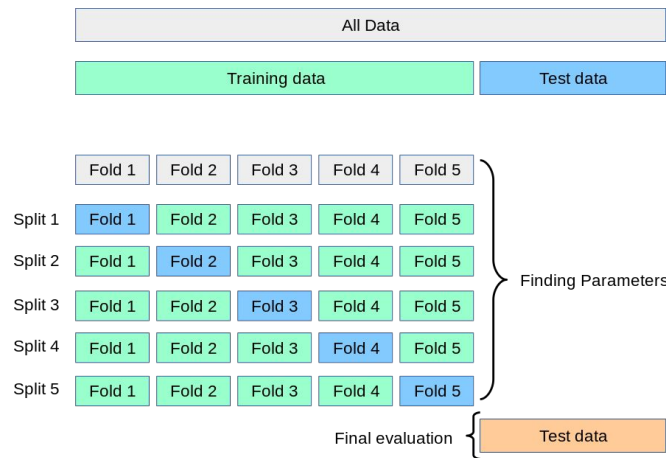 All Data
Training data Test data
Fold 1 Fold 2 Fold 3 Fold 4 Fold 5
Split 1 Fold 1 Fold 2 Fold 3 Fold 4 Fold 5
Split 2 Fold 1 Fold 2 Fold 3 Fold 4 Fold 5
Finding Parameters
Split 3 Fold 1 Fold 2 Fold 3 Fold 4 Fold 5
Split 4 Fold 1 Fold 2 Fold 3 Fold 4 Fold 5
Split 5 Fold 1 Fold 2 Fold 3 Fold 4 Fold 5
Final evaluation Test data